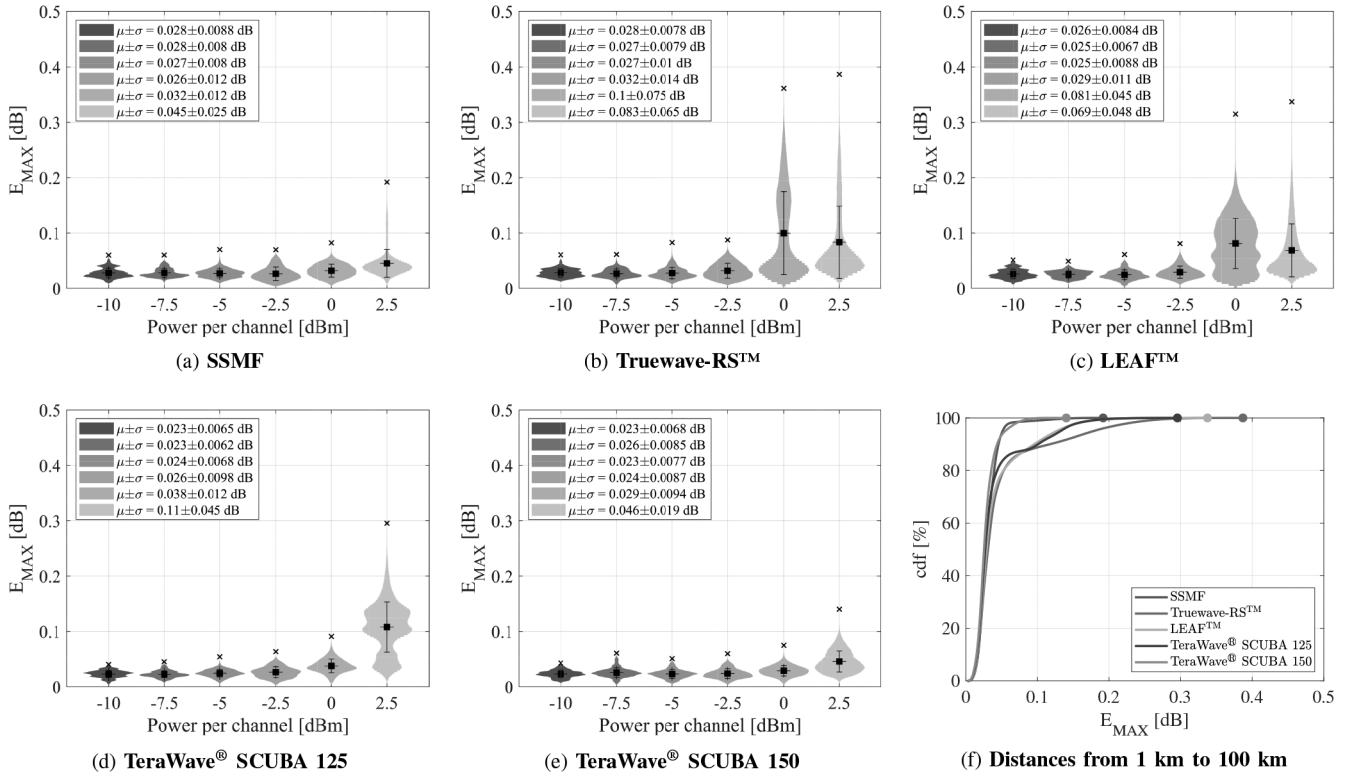 μ±σ = 0.028±0.0088 dB
μ±σ = 0.028±0.008 dB
μ±σ = 0.027±0.008 dB
μ±σ = 0.026±0.012 dB
μ±σ = 0.032±0.012 dB
μ±σ = 0.045±0.025 dB
0.5
0.4
0.3
0.2
0.1
0
E_MAX [dB]
-10 -7.5 -5 -2.5 0 2.5
Power per channel [dBm]
(a) SSMF
μ±σ = 0.028±0.0078 dB
μ±σ = 0.027±0.0079 dB
μ±σ = 0.027±0.01 dB
μ±σ = 0.032±0.014 dB
μ±σ = 0.1±0.075 dB
μ±σ = 0.083±0.065 dB
0.5
0.4
0.3
0.2
0.1
0
E_MAX [dB]
-10 -7.5 -5 -2.5 0 2.5
Power per channel [dBm]
(b) Truewave-RS™
μ±σ = 0.026±0.0084 dB
μ±σ = 0.025±0.0067 dB
μ±σ = 0.025±0.0088 dB
μ±σ = 0.029±0.011 dB
μ±σ = 0.081±0.045 dB
μ±σ = 0.069±0.048 dB
0.5
0.4
0.3
0.2
0.1
0
E_MAX [dB]
-10 -7.5 -5 -2.5 0 2.5
Power per channel [dBm]
(c) LEAF™
μ±σ = 0.023±0.0065 dB
μ±σ = 0.023±0.0062 dB
μ±σ = 0.024±0.0068 dB
μ±σ = 0.026±0.0098 dB
μ±σ = 0.038±0.012 dB
μ±σ = 0.11±0.045 dB
0.5
0.4
0.3
0.2
0.1
0
E_MAX [dB]
-10 -7.5 -5 -2.5 0 2.5
Power per channel [dBm]
(d) TeraWave® SCUBA 125
μ±σ = 0.023±0.0068 dB
μ±σ = 0.026±0.0085 dB
μ±σ = 0.023±0.0077 dB
μ±σ = 0.024±0.0087 dB
μ±σ = 0.029±0.0094 dB
μ±σ = 0.046±0.019 dB
0.5
0.4
0.3
0.2
0.1
0
E_MAX [dB]
-10 -7.5 -5 -2.5 0 2.5
Power per channel [dBm]
(e) TeraWave® SCUBA 150
100
80
60
40
20
0
cdf [%]
SSMF
Truewave-RS™
LEAF™
TeraWave® SCUBA 125
TeraWave® SCUBA 150
0 0.1 0.2 0.3 0.4 0.5
E_MAX [dB]
(f) Distances from 1 km to 100 km